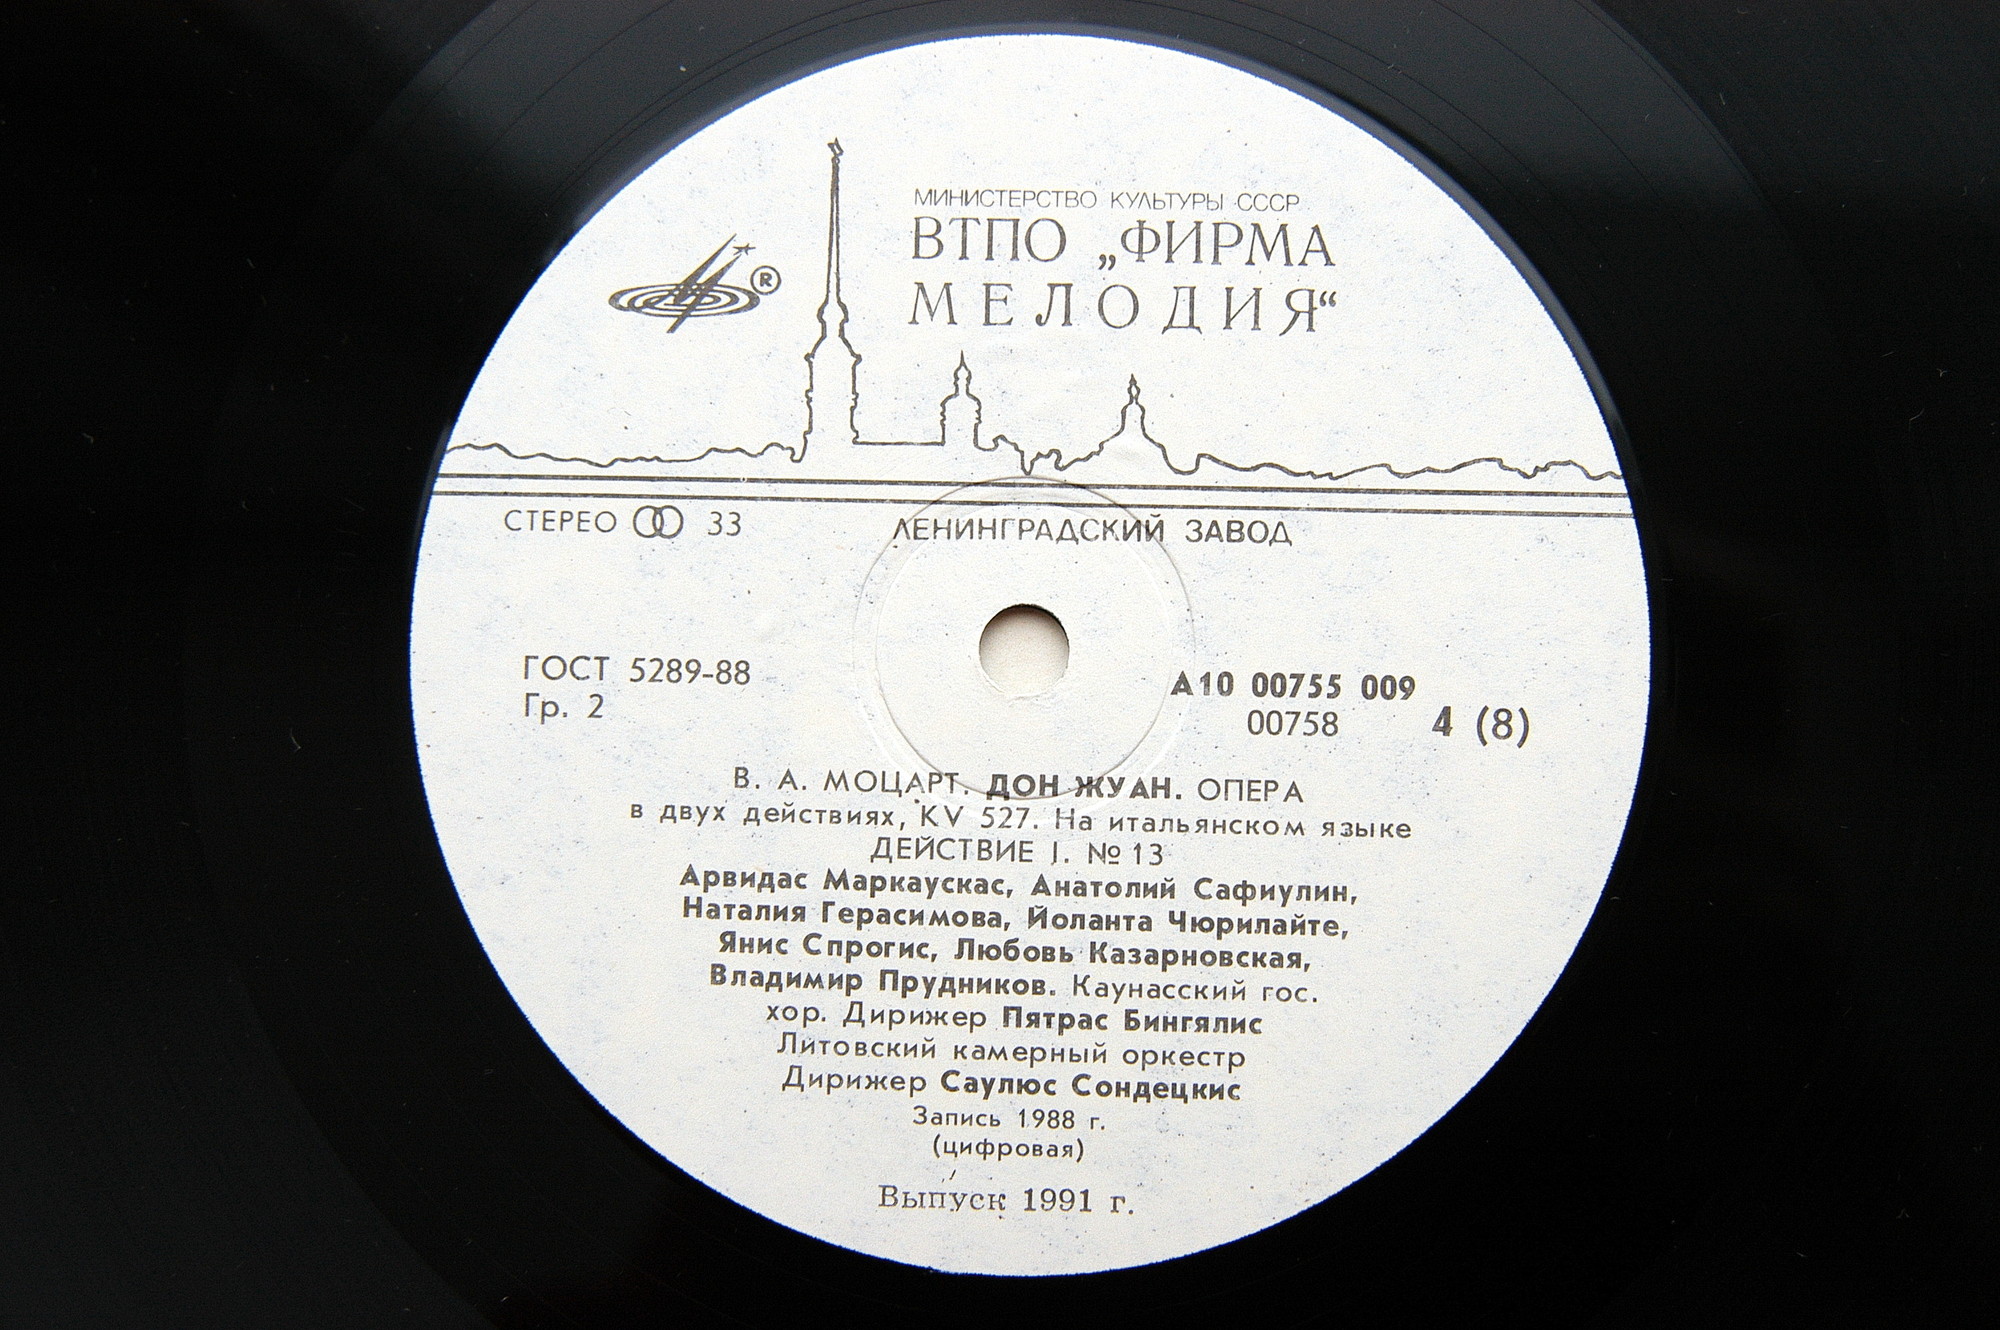 МИНИСТЕРСТВО КУЛЬТУРЫ СССР
ВТПО „ФИРМА
МЕЛОДИЯ“
®
СТЕРЕО 33
ЛЕНИНГРАДСКИЙ ЗАВОД
ГОСТ 5289-88
Гр. 2
А10 00755 009
00758 4 (8)
В. А. МОЦАРТ. ДОН ЖУАН. ОПЕРА
в двух действиях, KV 527. На итальянском языке
ДЕЙСТВИЕ I. № 13
Арвидас Маркаускас, Анатолий Сафиулин,
Наталия Герасимова, Йоланта Чюрилайте,
Янис Спрогис, Любовь Казарновская,
Владимир Прудников. Каунасский гос.
хор. Дирижер Пятрас Бингялис
Литовский камерный оркестр
Дирижер Саулюс Сондецкис
Запись 1988 г.
(цифровая)
Выпуск 1991 г.